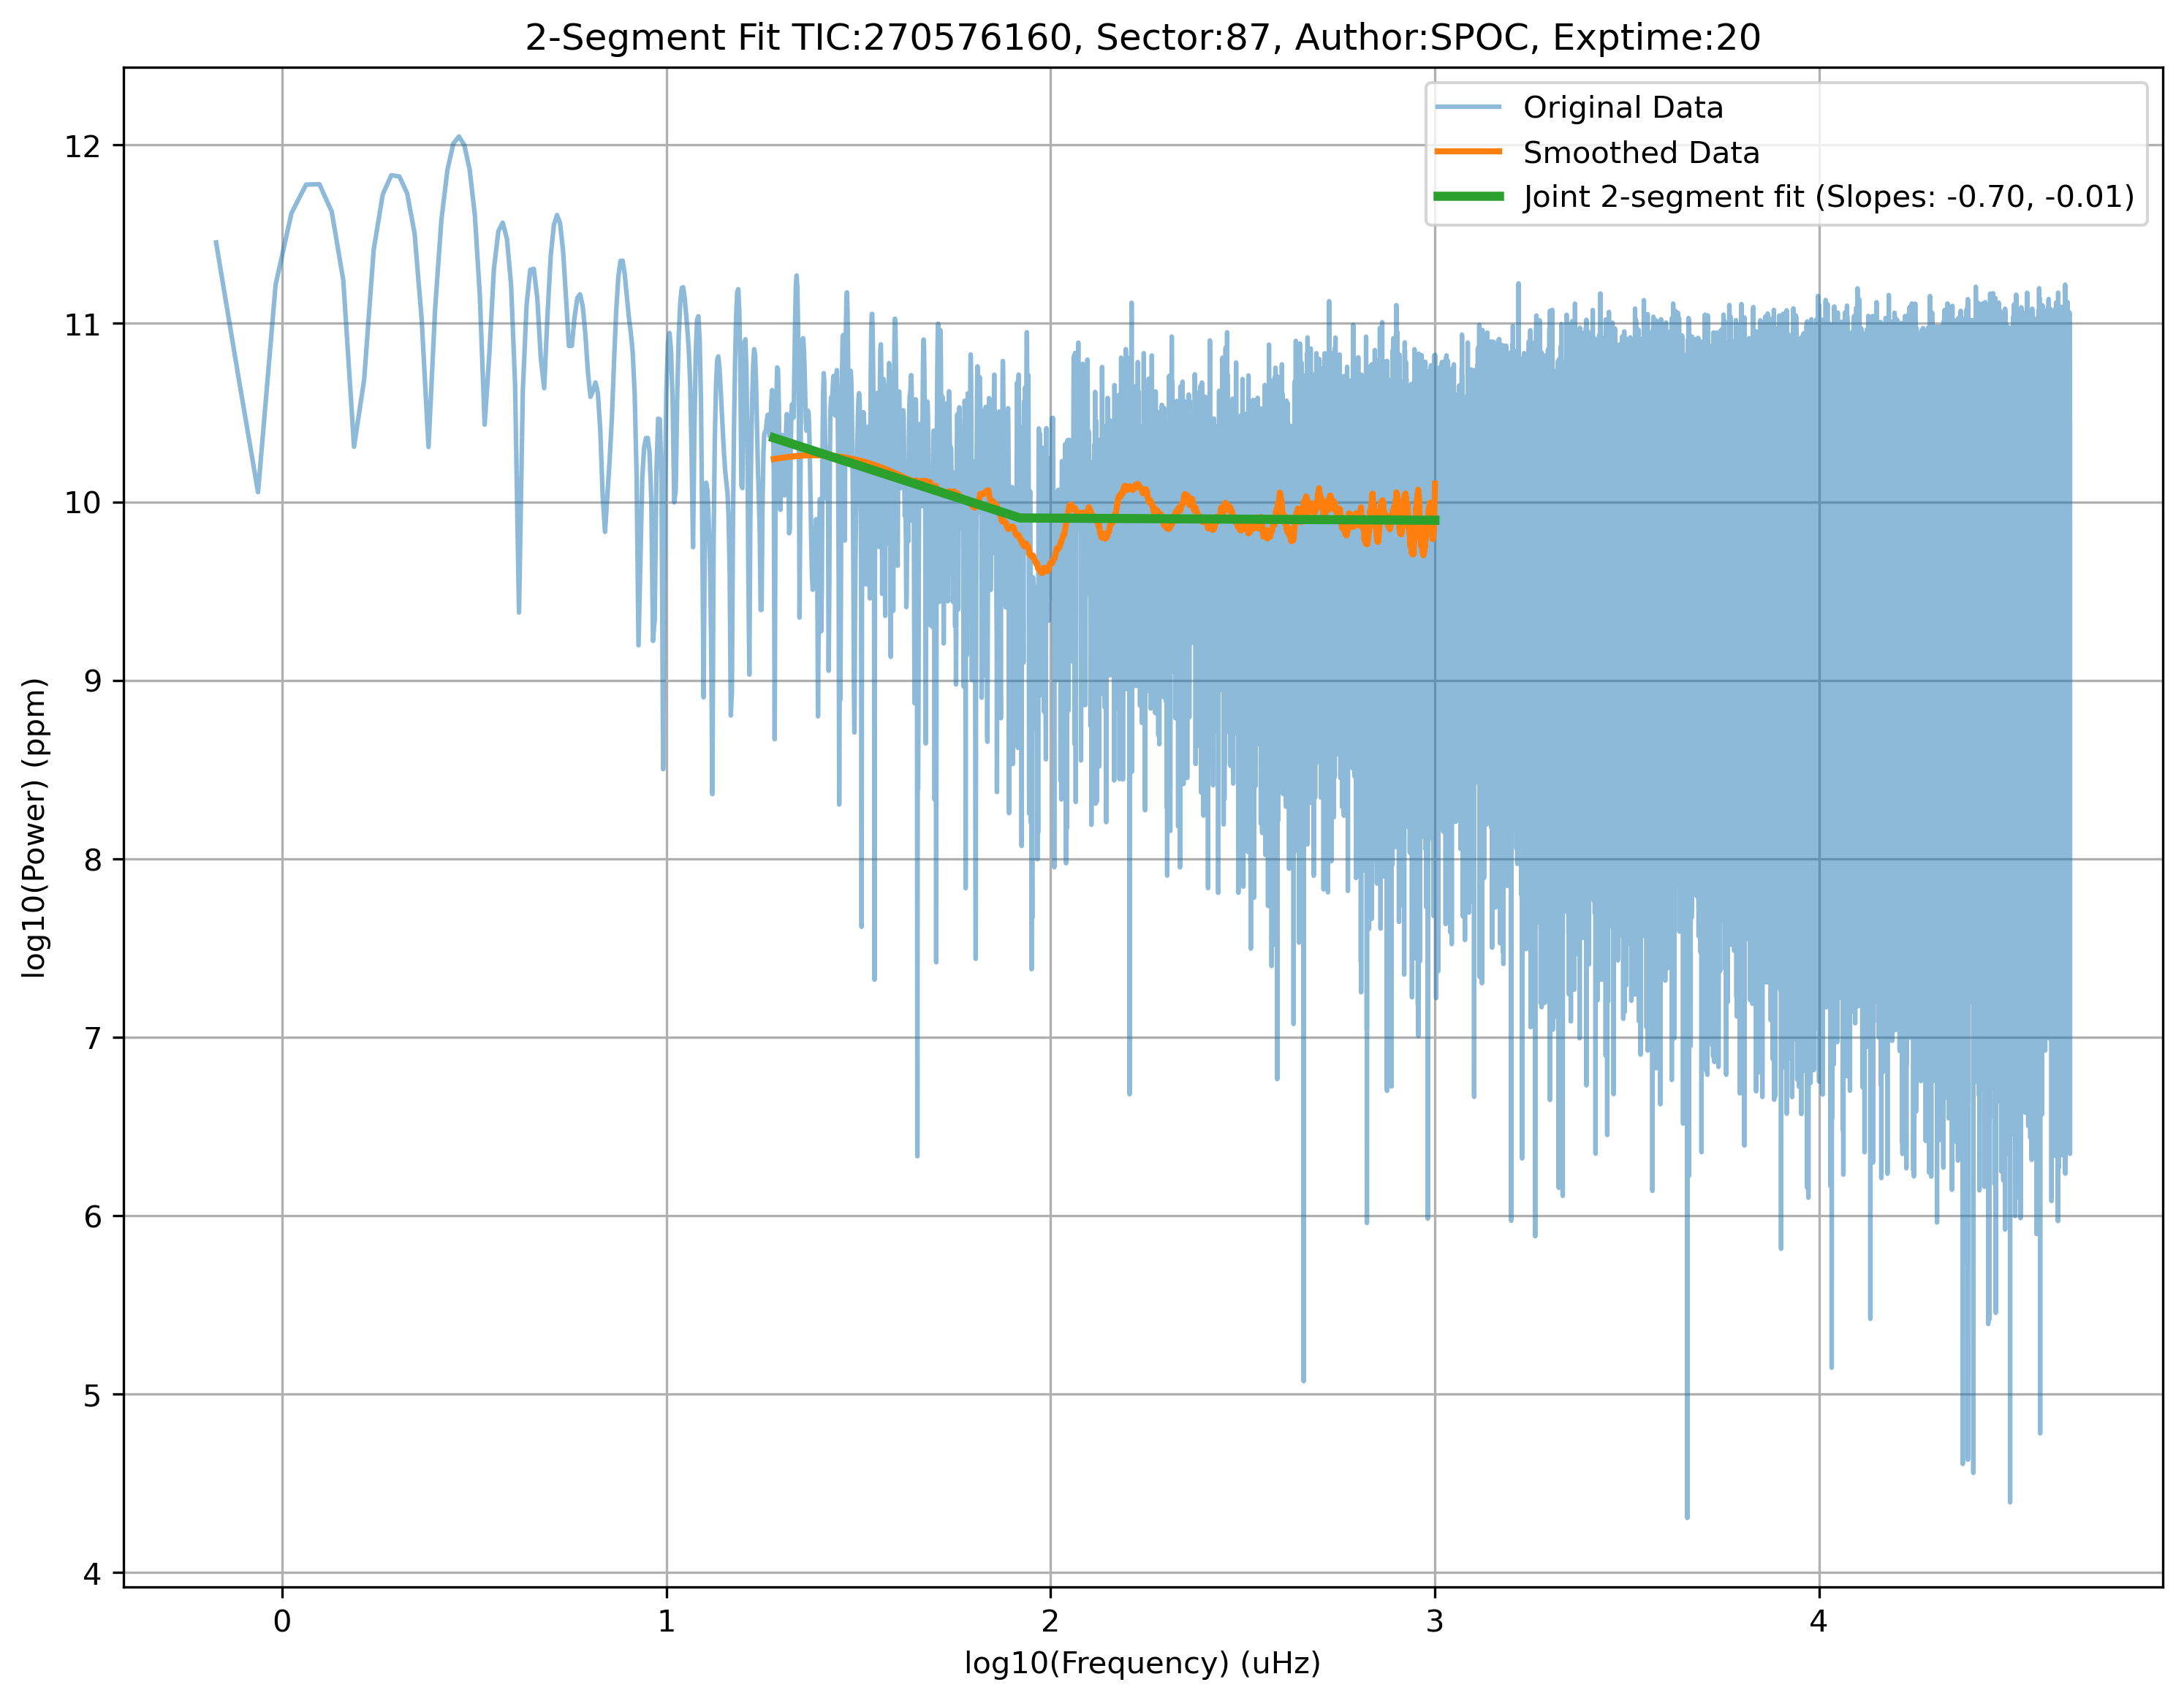 2-Segment Fit TIC:270576160, Sector:87, Author:SPOC, Exptime:20
Original Data
Smoothed Data
Joint 2-segment fit (Slopes: -0.70, -0.01)
log10(Power) (ppm)
12
11
10
9
8
7
6
5
4
0
1
2
3
4
log10(Frequency) (uHz)